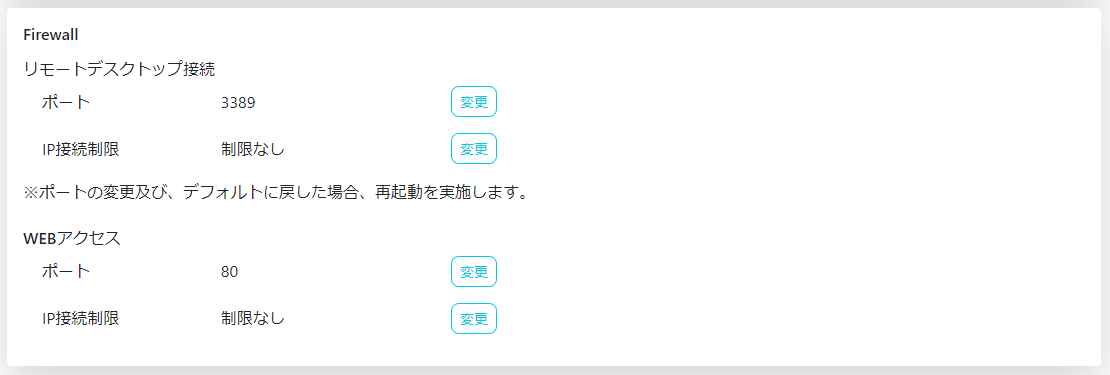 Firewall
リモートデスクトップ接続
ポート 3389 変更
IP接続制限 制限なし 変更
※ポートの変更及び、デフォルトに戻した場合、再起動を実施します。
WEBアクセス
ポート 80 変更
IP接続制限 制限なし 変更